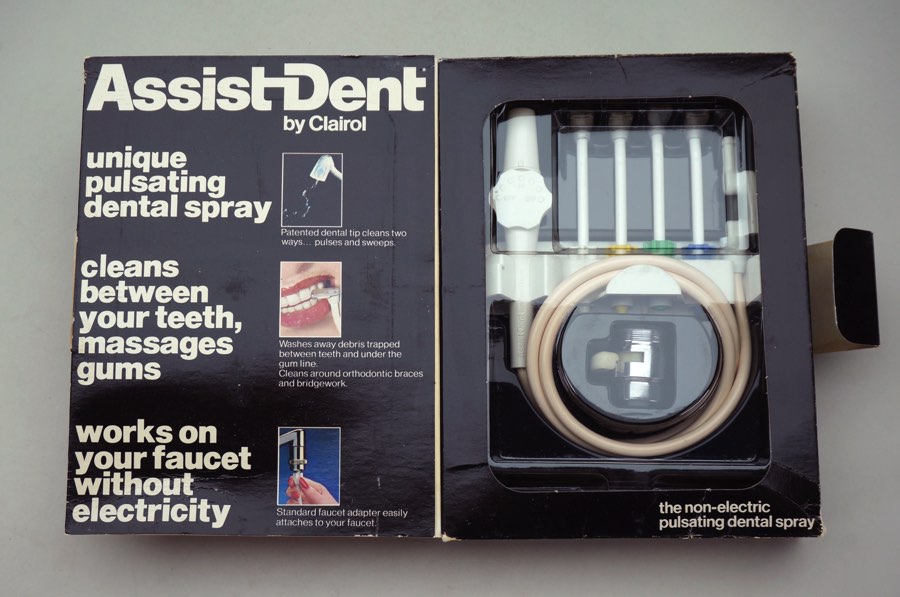 Assist-Dent
by Clairol
unique
pulsating
dental spray
Patented dental tip cleans two
ways... pulses and sweeps.
cleans
between
your teeth,
massages
gums
Washes away debris trapped
between teeth and under the
gum line.
Cleans around orthodontic braces
and bridgework.
works on
your faucet
without
electricity
Standard faucet adapter easily
attaches to your faucet.
the non-electric
pulsating dental spray